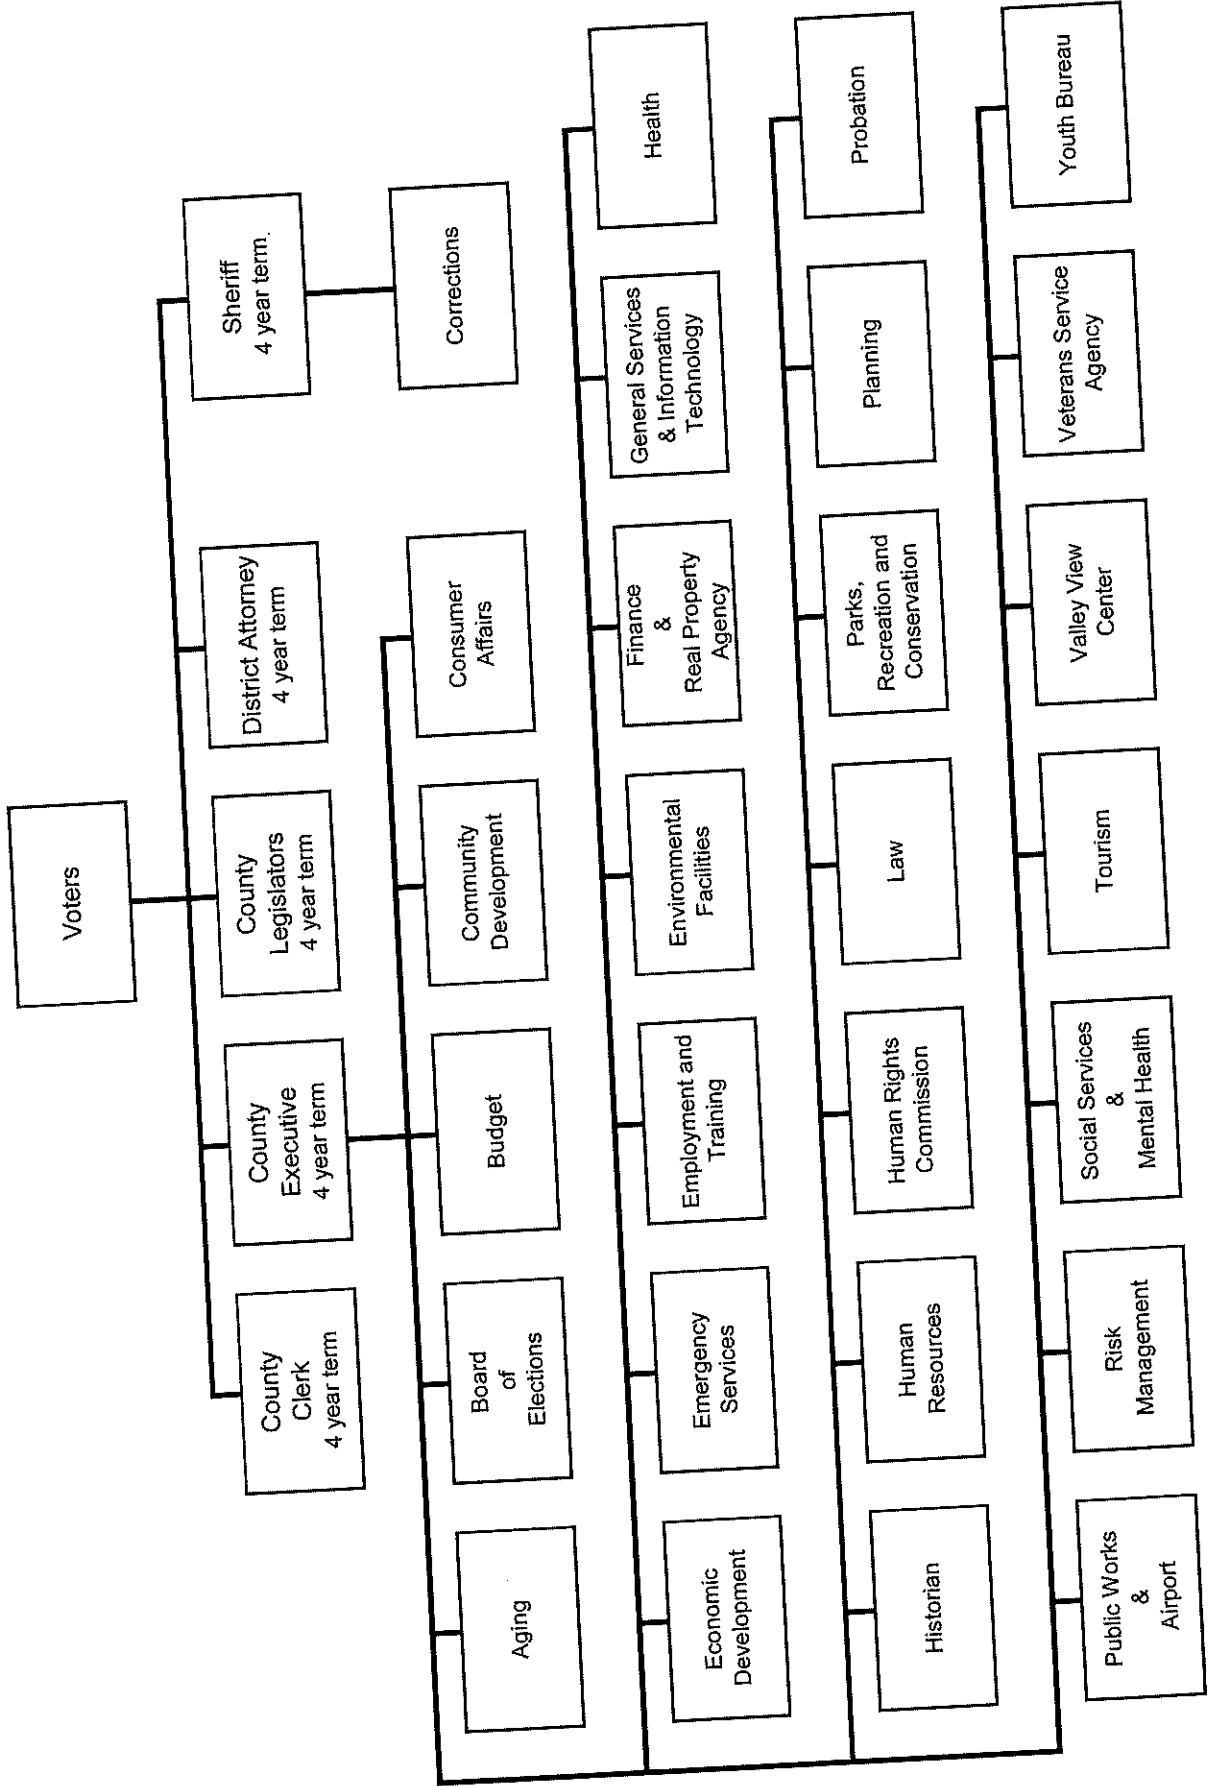 Voters
County
Clerk
4 year term
County
Executive
4 year term
County
Legislators
4 year term
District Attorney
4 year term
Sheriff
4 year term.
Aging
Board
of
Elections
Budget
Community
Development
Consumer
Affairs
Corrections
Economic
Development
Emergency
Services
Employment and
Training
Environmental
Facilities
Finance
&
Real Property
Agency
General Services
& Information
Technology
Health
Historian
Human
Resources
Human Rights
Commission
Law
Parks,
Recreation and
Conservation
Planning
Probation
Public Works
&
Airport
Risk
Management
Social Services
&
Mental Health
Tourism
Valley View
Center
Veterans Service
Agency
Youth Bureau